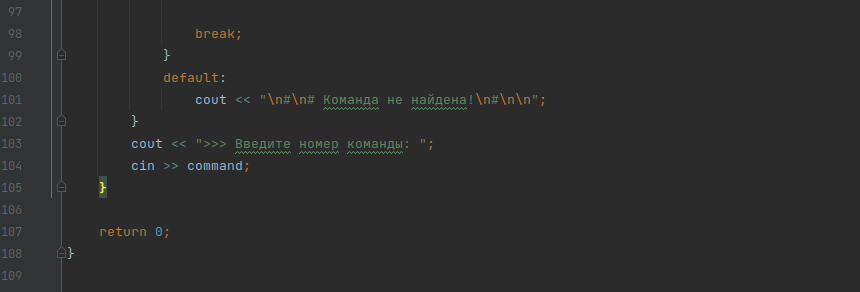 97
98 break;
99 }
100 default:
101 cout << "\n#\n# Команда не найдена!\n#\n\n";
102 }
103 cout << ">>> Введите номер команды: ";
104 cin >> command;
105 }
106
107 return 0;
108 }
109